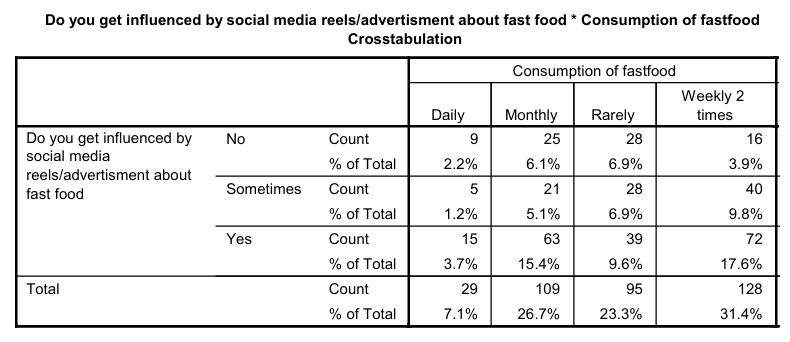 Do you get influenced by social media reels/advertisment about fast food * Consumption of fastfood
Crosstabulation
Consumption of fastfood
Daily Monthly Rarely Weekly 2 times
Do you get influenced by social media reels/advertisment about fast food
No Count 9 25 28 16
% of Total 2.2% 6.1% 6.9% 3.9%
Sometimes Count 5 21 28 40
% of Total 1.2% 5.1% 6.9% 9.8%
Yes Count 15 63 39 72
% of Total 3.7% 15.4% 9.6% 17.6%
Total Count 29 109 95 128
% of Total 7.1% 26.7% 23.3% 31.4%